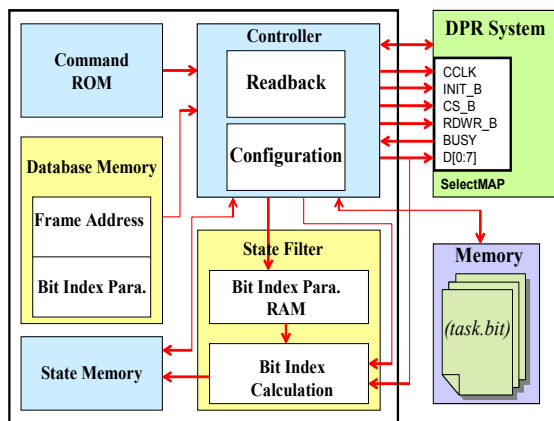 Command
ROM
Controller
Readback
Configuration
DPR System
CCLK
INIT_B
CS_B
RDWR_B
BUSY
D[0:7]
SelectMAP
Database Memory
Frame Address
Bit Index Para.
State Filter
Bit Index Para.
RAM
Bit Index
Calculation
State Memory
Memory
(task.bit)